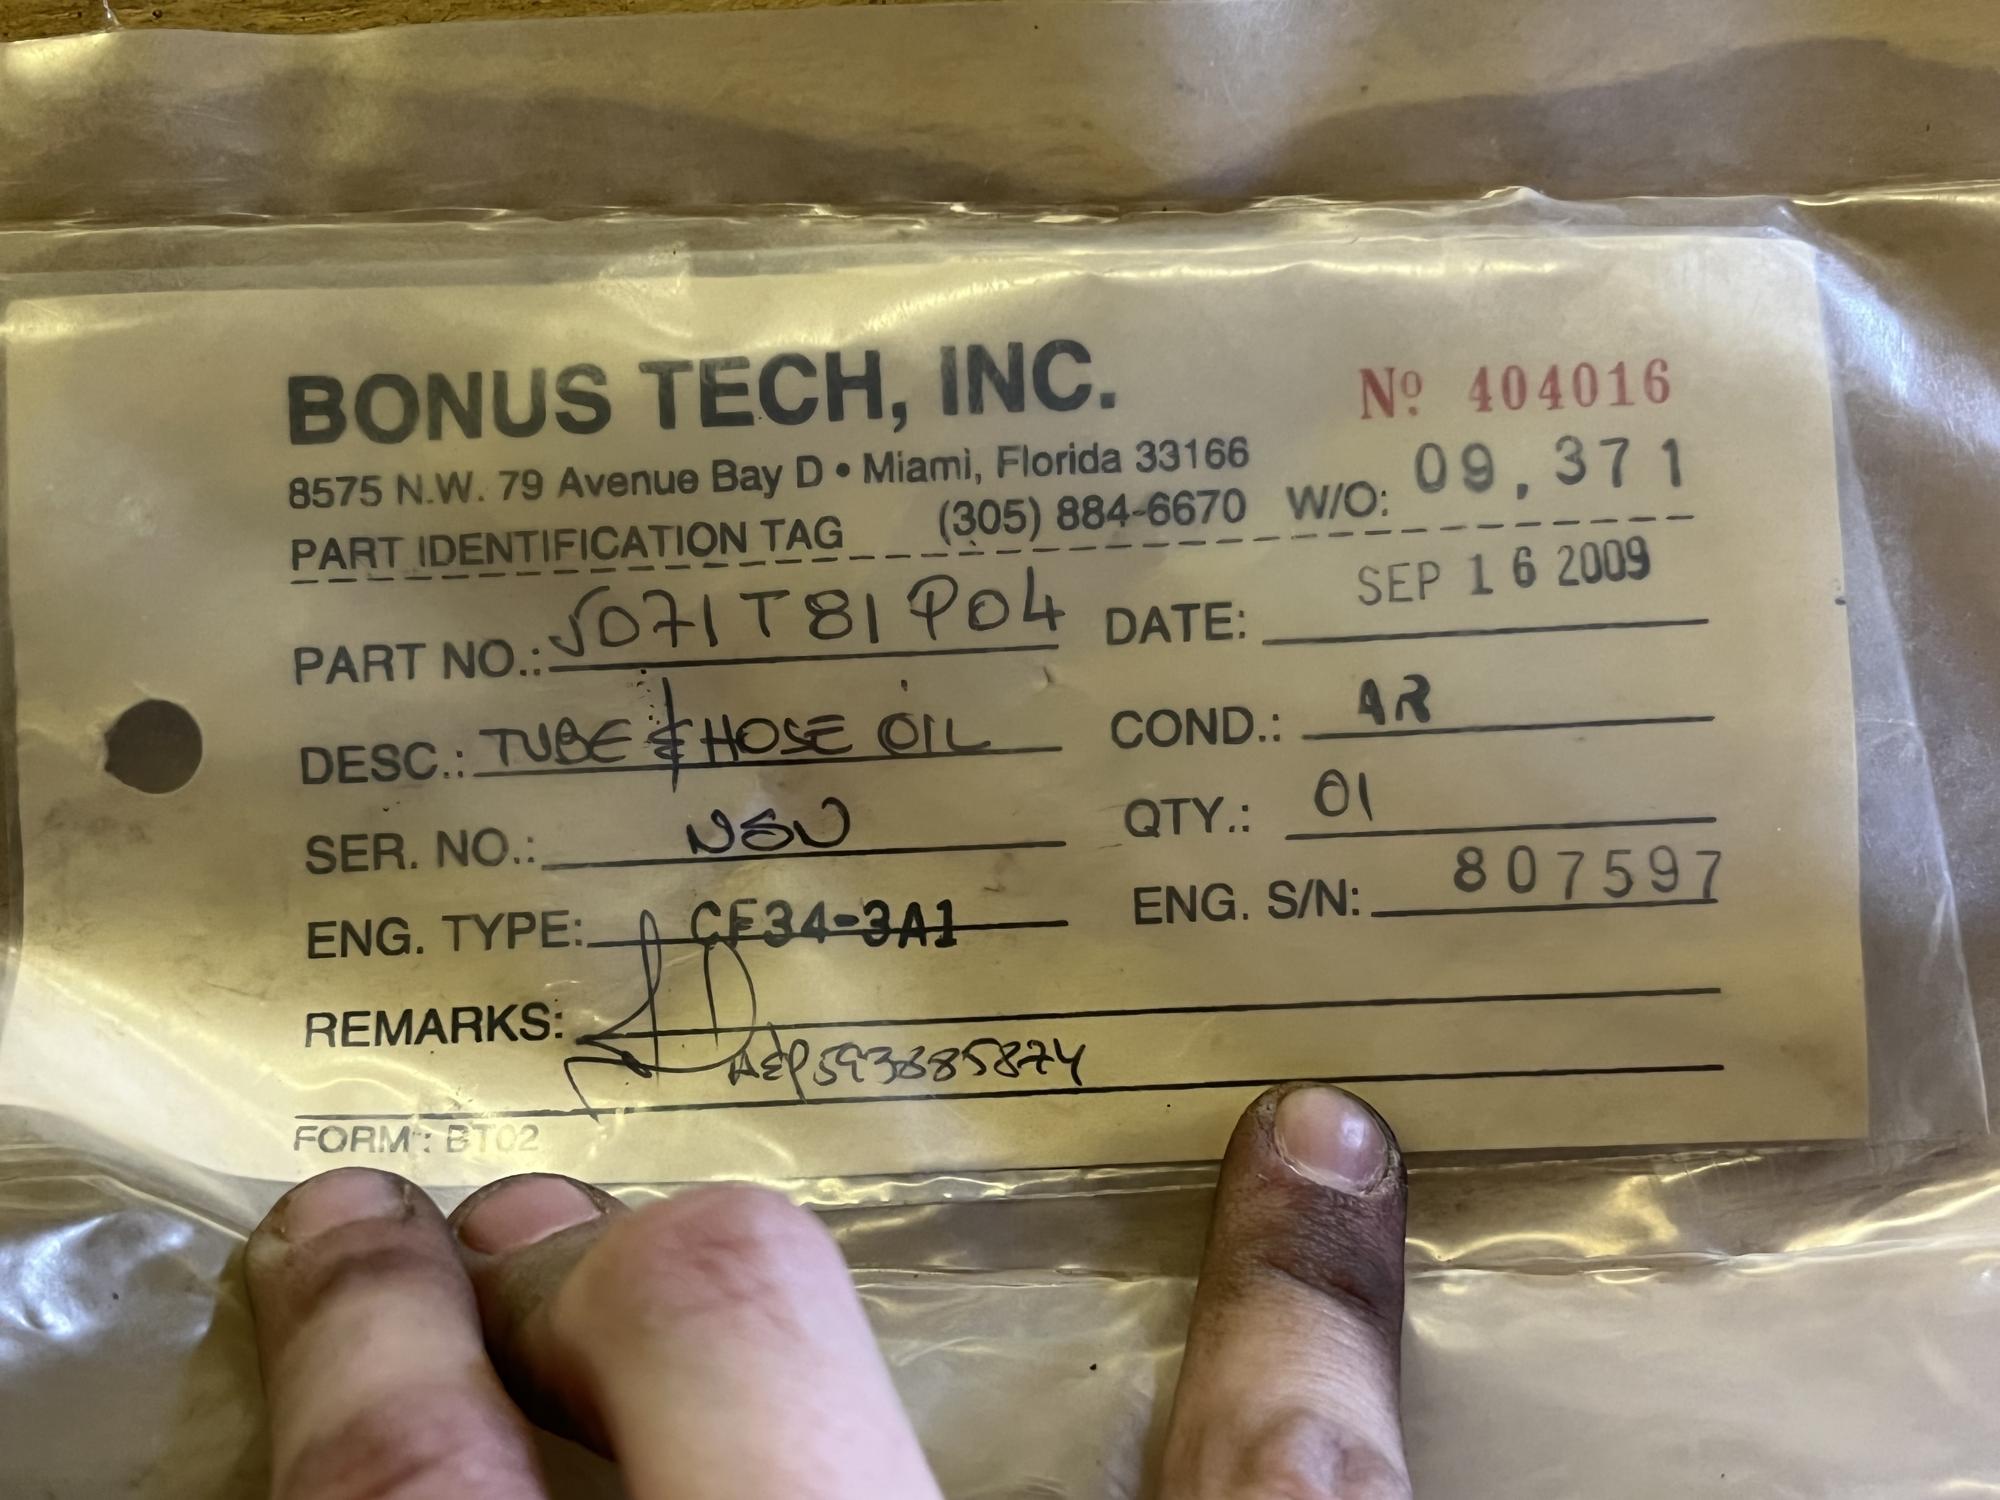 BONUS TECH, INC.
Nº 404016
8575 N.W. 79 Avenue Bay D • Miami, Florida 33166
(305) 884-6670
W/O: 09,371
PART IDENTIFICATION TAG
PART NO.: 5071T81P04
DATE: SEP 16 2009
DESC.: TUBE & HOSE OIL
COND.: AR
SER. NO.: NSN
QTY.: 01
ENG. TYPE: CF34-3A1
ENG. S/N: 807597
REMARKS:
FORM: BT02